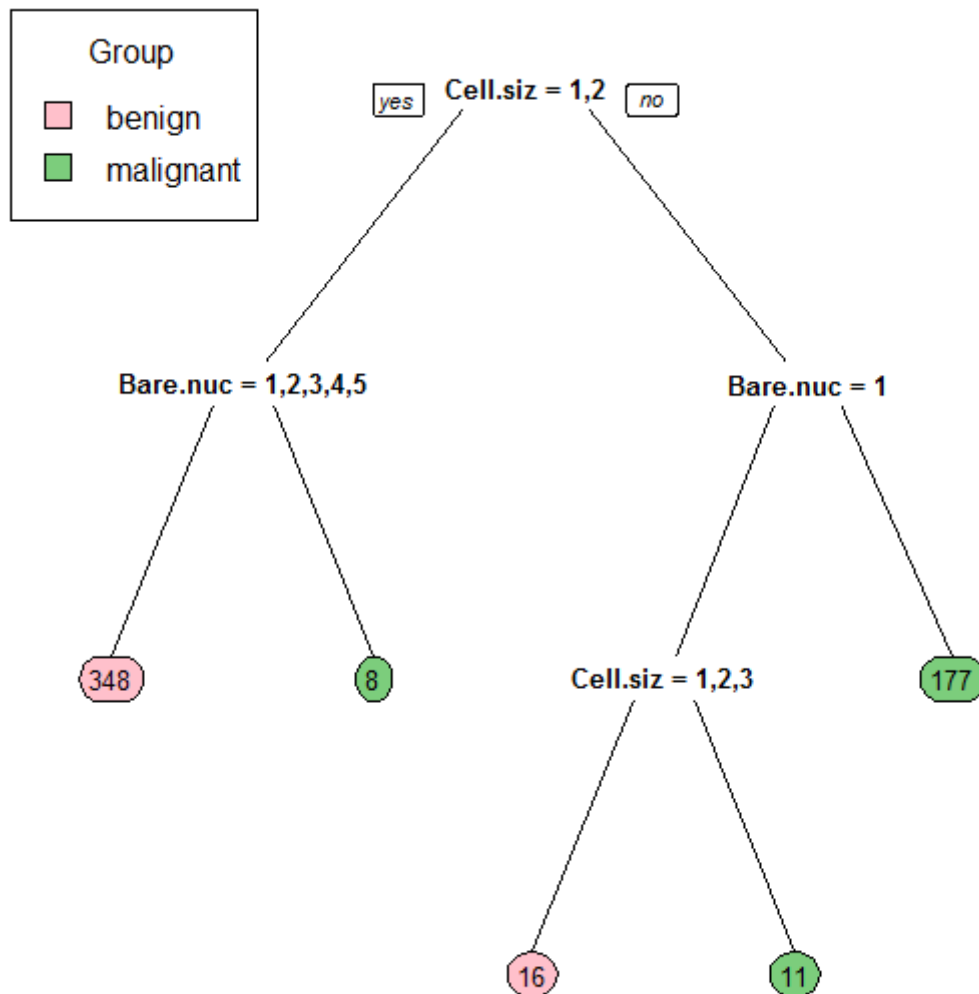 Group
benign
malignant
yes
Cell.siz = 1,2
no
Bare.nuc = 1,2,3,4,5
Bare.nuc = 1
348
8
Cell.siz = 1,2,3
177
16
11